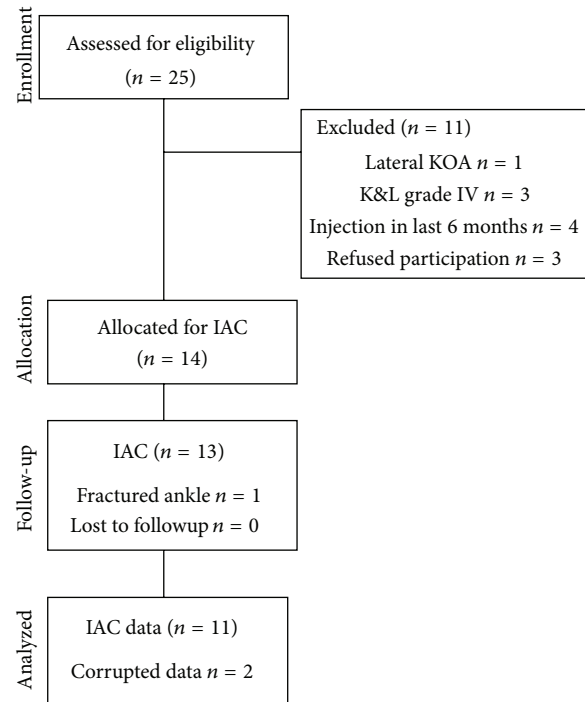 Enrollment
Assessed for eligibility
(n = 25)
Excluded (n = 11)
Lateral KOA n = 1
K&L grade IV n = 3
Injection in last 6 months n = 4
Refused participation n = 3
Allocation
Allocated for IAC
(n = 14)
Follow-up
IAC (n = 13)
Fractured ankle n = 1
Lost to followup n = 0
Analyzed
IAC data (n = 11)
Corrupted data n = 2